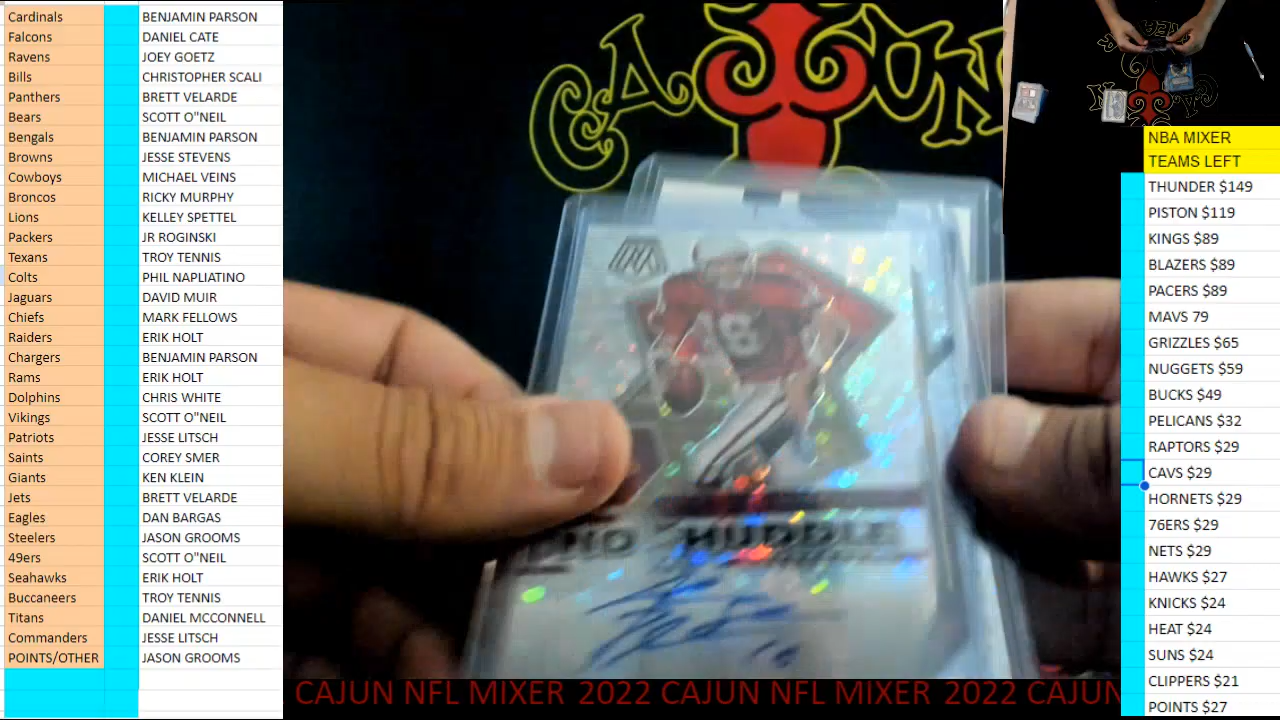 Cardinals BENJAMIN PARSON
Falcons DANIEL CATE
Ravens JOEY GOETZ
Bills CHRISTOPHER SCALI
Panthers BRETT VELARDE
Bears SCOTT O"NEIL
Bengals BENJAMIN PARSON
Browns JESSE STEVENS
Cowboys MICHAEL VEINS
Broncos RICKY MURPHY
Lions KELLEY SPETTEL
Packers JR ROGINSKI
Texans TROY TENNIS
Colts PHIL NAPLIATINO
Jaguars DAVID MUIR
Chiefs MARK FELLOWS
Raiders ERIK HOLT
Chargers BENJAMIN PARSON
Rams ERIK HOLT
Dolphins CHRIS WHITE
Vikings SCOTT O"NEIL
Patriots JESSE LITSCH
Saints COREY SMER
Giants KEN KLEIN
Jets BRETT VELARDE
Eagles DAN BARGAS
Steelers JASON GROOMS
49ers SCOTT O"NEIL
Seahawks ERIK HOLT
Buccaneers TROY TENNIS
Titans DANIEL MCCONNELL
Commanders JESSE LITSCH
POINTS/OTHER JASON GROOMS
CAJUN
HUDDLE
CAJUN NFL MIXER 2022 CAJUN NFL MIXER 2022 CAJUN
NBA MIXER
TEAMS LEFT
THUNDER $149
PISTON $119
KINGS $89
BLAZERS $89
PACERS $89
MAVS 79
GRIZZLES $65
NUGGETS $59
BUCKS $49
PELICANS $32
RAPTORS $29
CAVS $29
HORNETS $29
76ERS $29
NETS $29
HAWKS $27
KNICKS $24
HEAT $24
SUNS $24
CLIPPERS $21
POINTS $27